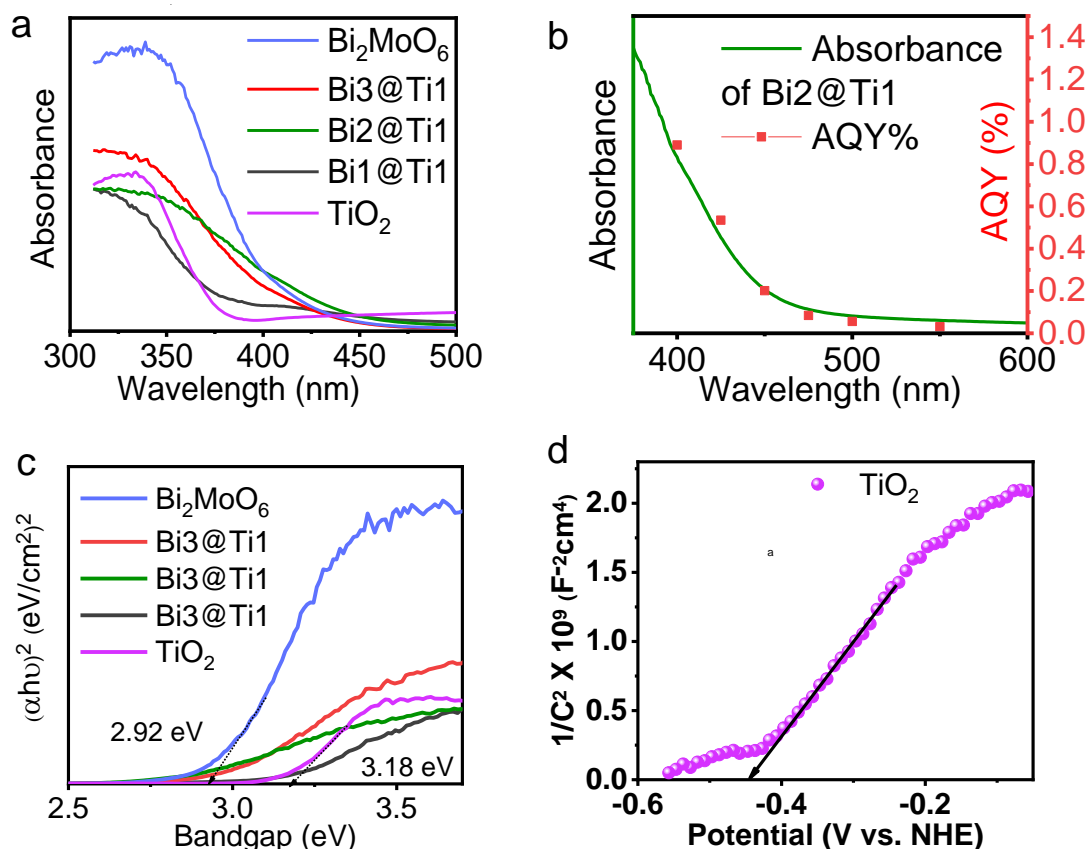 a
Absorbance
Bi₂MoO₆
Bi3@Ti1
Bi2@Ti1
Bi1@Ti1
TiO₂
300 350 400 450 500
Wavelength (nm)
b
Absorbance
Absorbance
of Bi2@Ti1
AQY%
1.4
1.2
1.0
0.8
0.6
0.4
0.2
0.0
AQY (%)
400 500 600
Wavelength (nm)
c
(αhυ)² (eV/cm²)²
Bi₂MoO₆
Bi3@Ti1
Bi3@Ti1
Bi3@Ti1
TiO₂
2.92 eV
3.18 eV
2.5 3.0 3.5
Bandgap (eV)
d
1/C² X 10⁹ (F⁻²cm⁴)
2.0
1.5
1.0
0.5
0.0
TiO₂
a
-0.6 -0.4 -0.2
Potential (V vs. NHE)